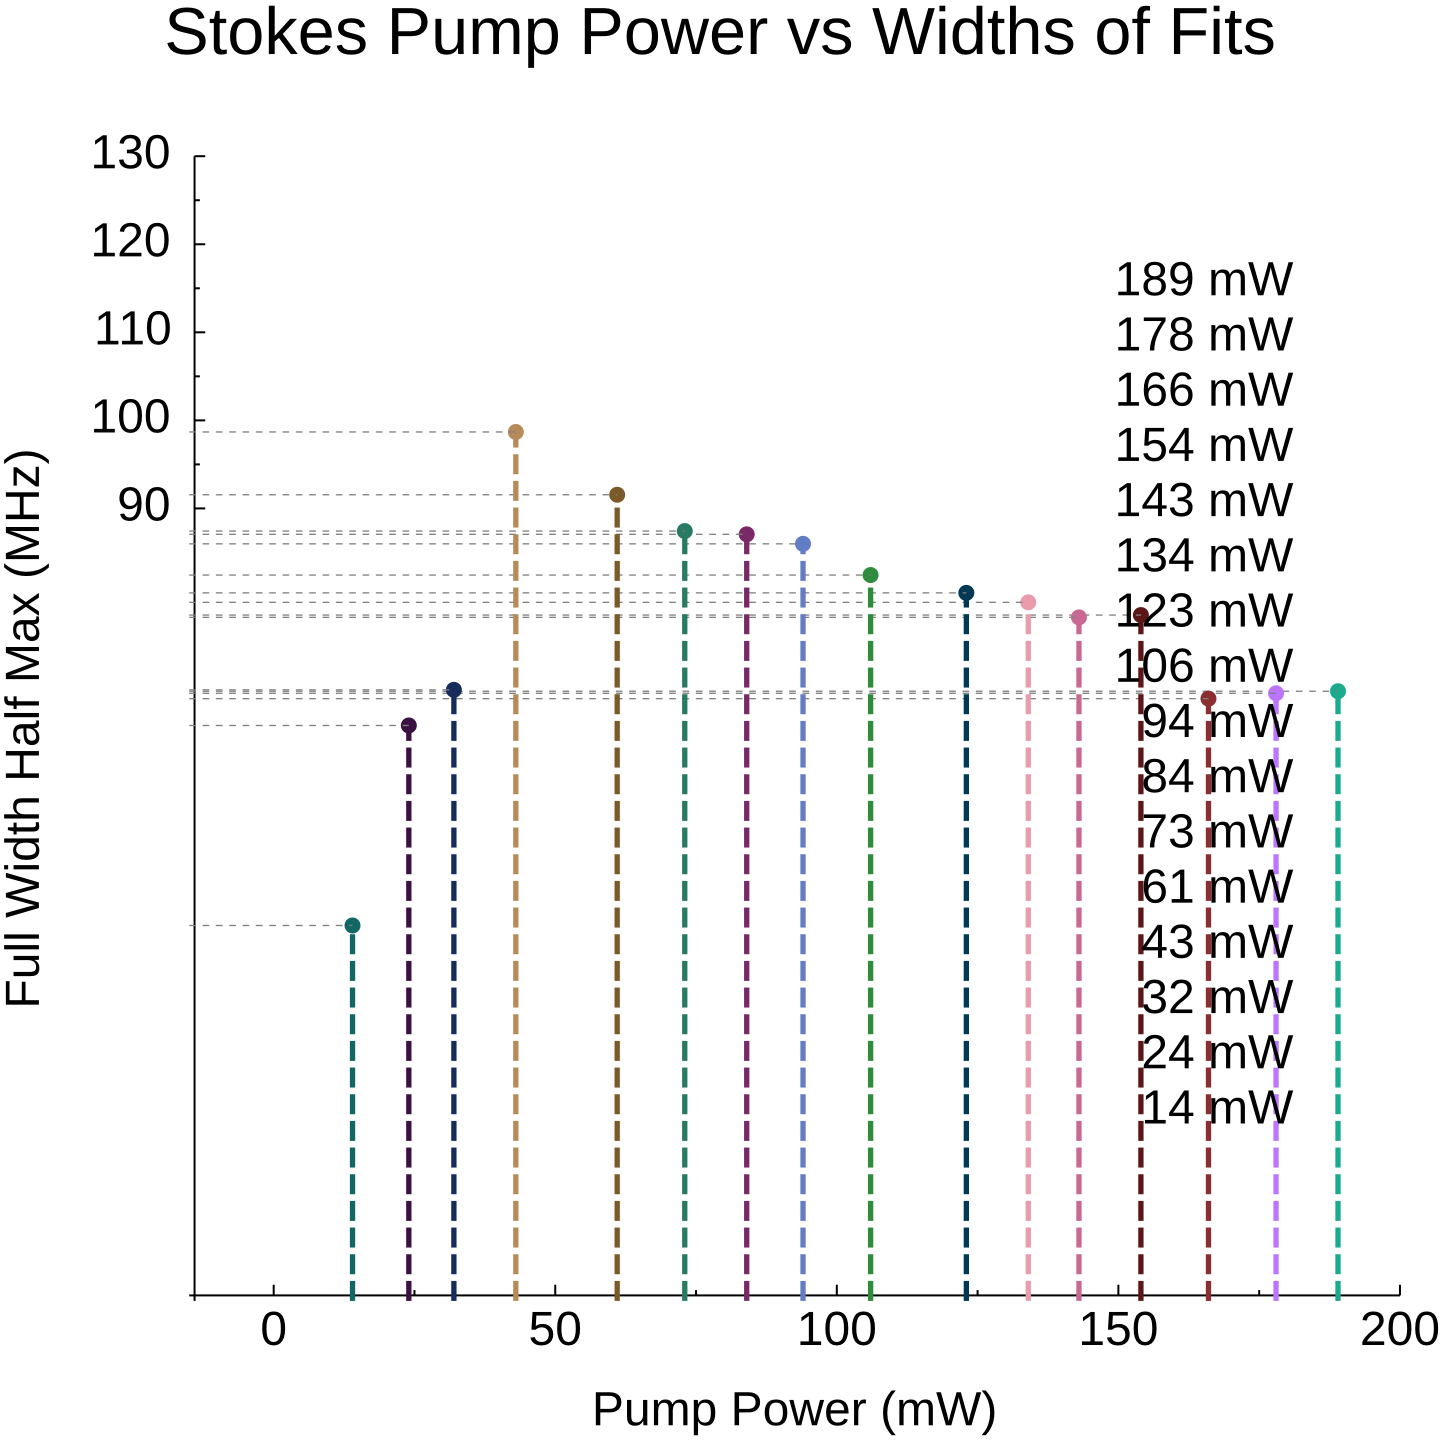 Stokes Pump Power vs Widths of Fits
130
120
110
100
90
Full Width Half Max (MHz)
189 mW
178 mW
166 mW
154 mW
143 mW
134 mW
123 mW
106 mW
94 mW
84 mW
73 mW
61 mW
43 mW
32 mW
24 mW
14 mW
0 50 100 150 200
Pump Power (mW)